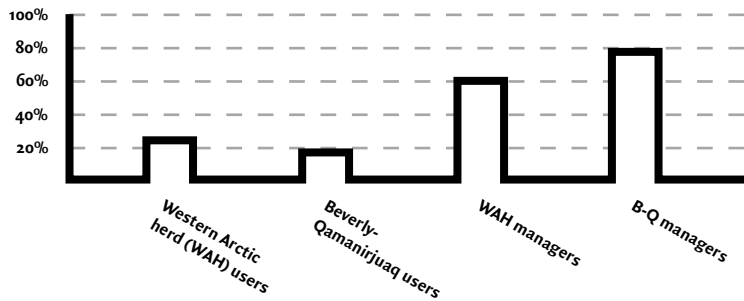 100%
80%
60%
40%
20%
Western Arctic
herd (WAH) users
Beverly-
Qamanirjuaq users
WAH managers
B-Q managers